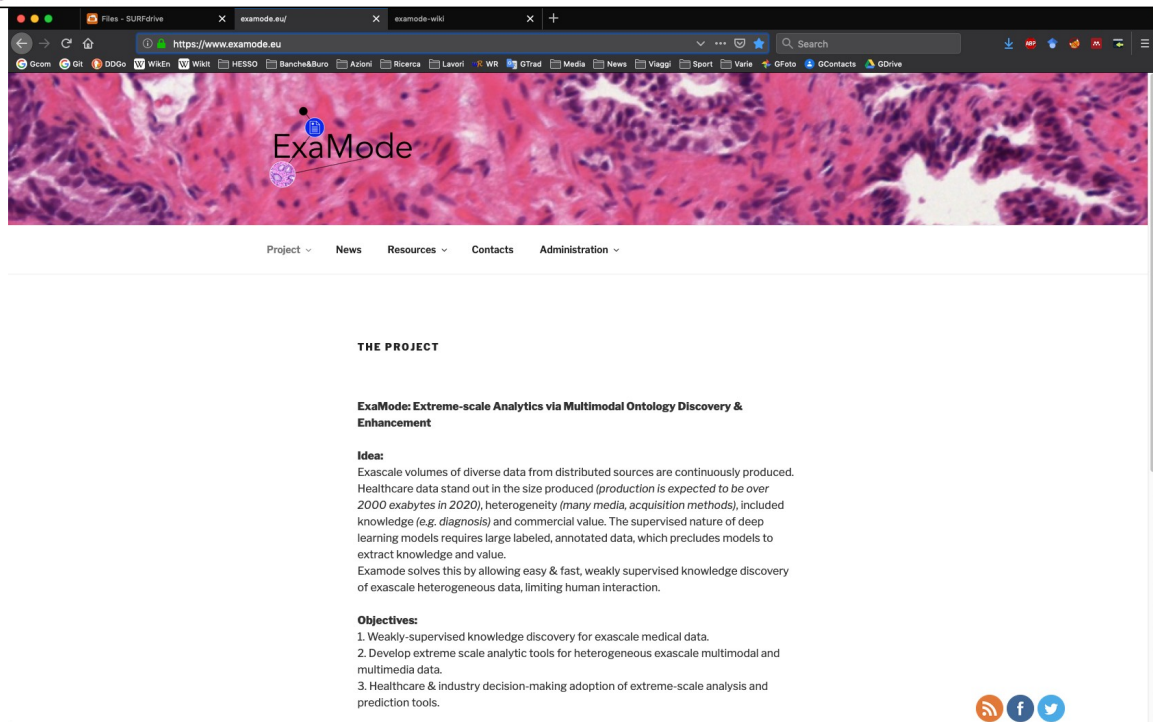 Files - SURFdrive
examode.eu/
examode-wiki
https://www.examode.eu
Search
Gcom Git DDGo WikEn WikIt HESSO Banche&Buro Azioni Ricerca Lavori WR GTrad Media News Viaggi Sport Varie GFoto GContacts GDrive
ExaMode
Project News Resources Contacts Administration
THE PROJECT
ExaMode: Extreme-scale Analytics via Multimodal Ontology Discovery &
Enhancement
Idea:
Exascale volumes of diverse data from distributed sources are continuously produced.
Healthcare data stand out in the size produced (production is expected to be over
2000 exabytes in 2020), heterogeneity (many media, acquisition methods), included
knowledge (e.g. diagnosis) and commercial value. The supervised nature of deep
learning models requires large labeled, annotated data, which precludes models to
extract knowledge and value.
Examode solves this by allowing easy & fast, weakly supervised knowledge discovery
of exascale heterogeneous data, limiting human interaction.
Objectives:
1. Weakly-supervised knowledge discovery for exascale medical data.
2. Develop extreme scale analytic tools for heterogeneous exascale multimodal and
multimedia data.
3. Healthcare & industry decision-making adoption of extreme-scale analysis and
prediction tools.